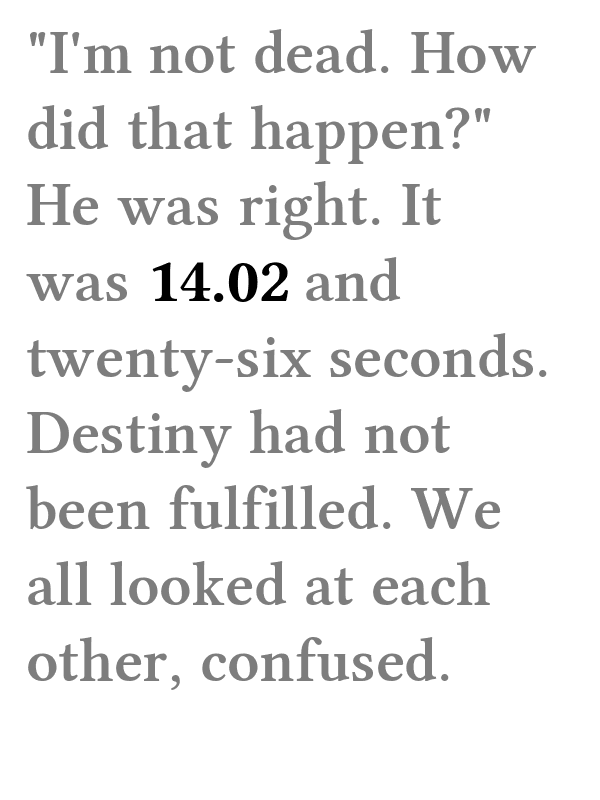 "I'm not dead. How
did that happen?"
He was right. It
was 14.02 and
twenty-six seconds.
Destiny had not
been fulfilled. We
all looked at each
other, confused.